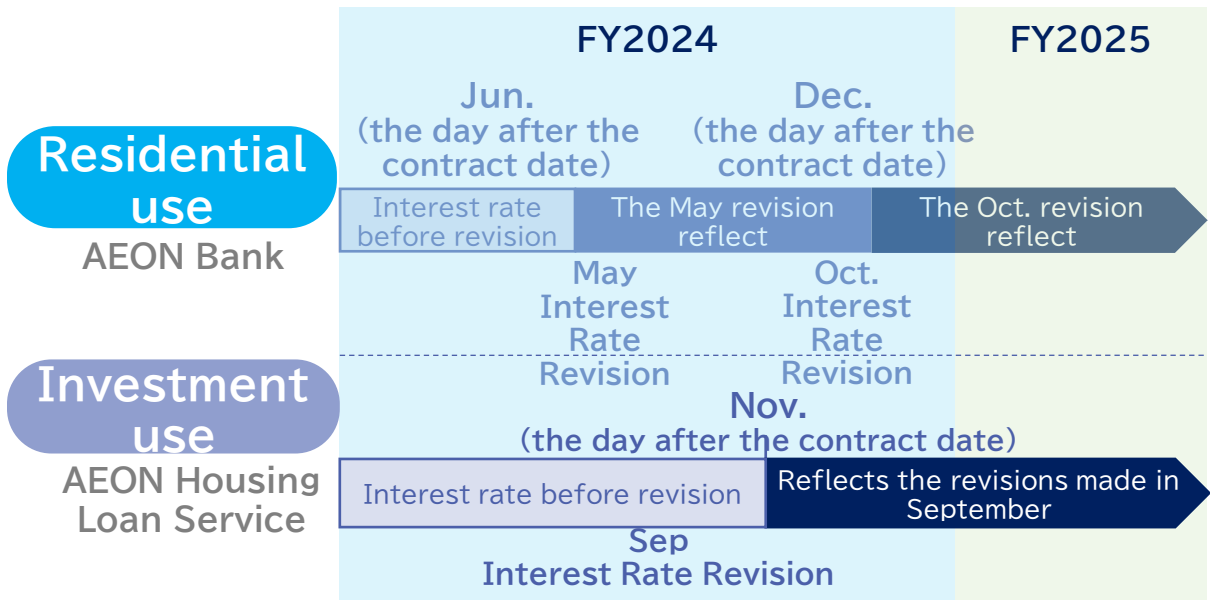 FY2024
FY2025
Jun.
(the day after the
contract date)
Dec.
(the day after the
contract date)
Residential
use
AEON Bank
Interest rate
before revision
The May revision
reflect
The Oct. revision
reflect
May
Interest
Rate
Revision
Oct.
Interest
Rate
Revision
Investment
use
AEON Housing
Loan Service
Nov.
(the day after the contract date)
Interest rate before revision
Reflects the revisions made in
September
Sep
Interest Rate Revision